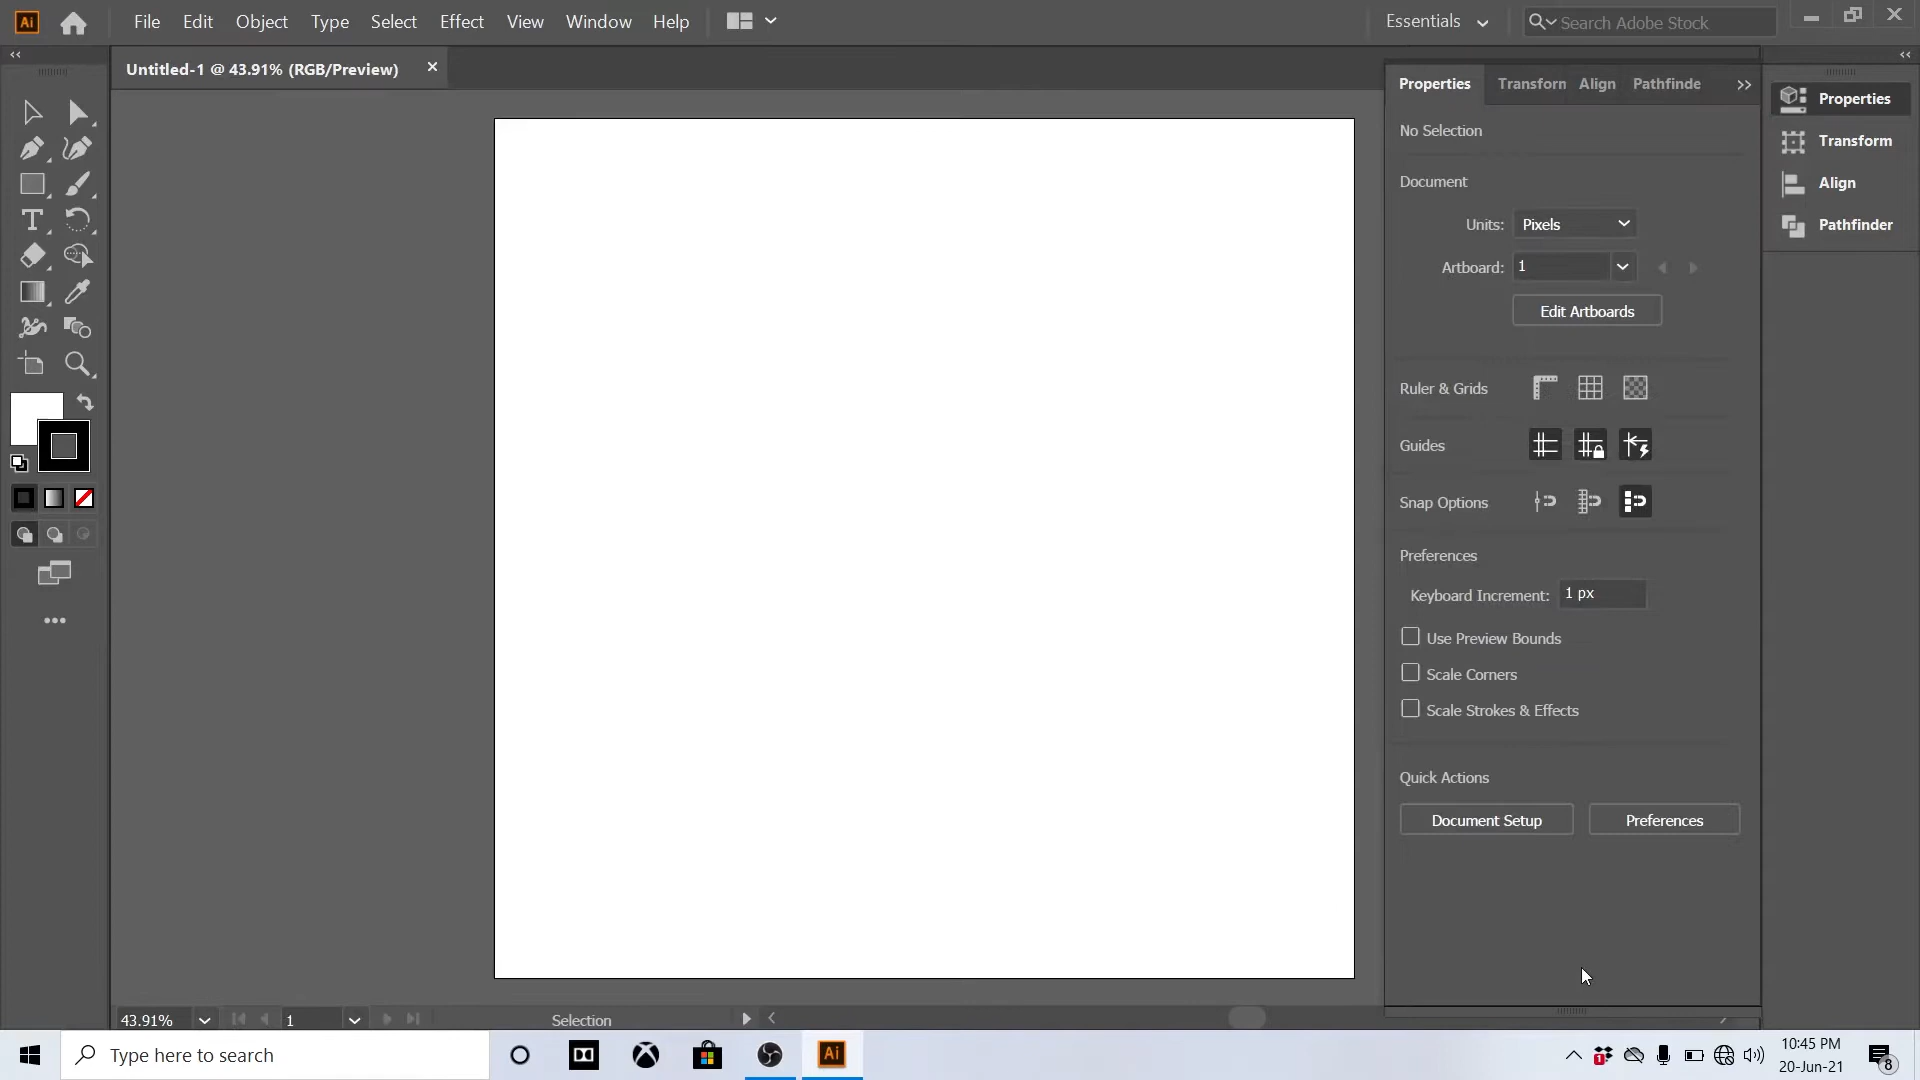 Ai File Edit Object Type Select Effect View Window Help Essentials Search Adobe Stock
Untitled-1 @ 43.91% (RGB/Preview)
Properties Transform Align Pathfinde
No Selection
Document
Units: Pixels
Artboard: 1
Edit Artboards
Ruler & Grids
Guides
Snap Options
Preferences
Keyboard Increment: 1 px
Use Preview Bounds
Scale Corners
Scale Strokes & Effects
Quick Actions
Document Setup Preferences
Properties
Transform
Align
Pathfinder
43.91% 1 Selection
Type here to search
Ai
1
10:45 PM
20-Jun-21
8